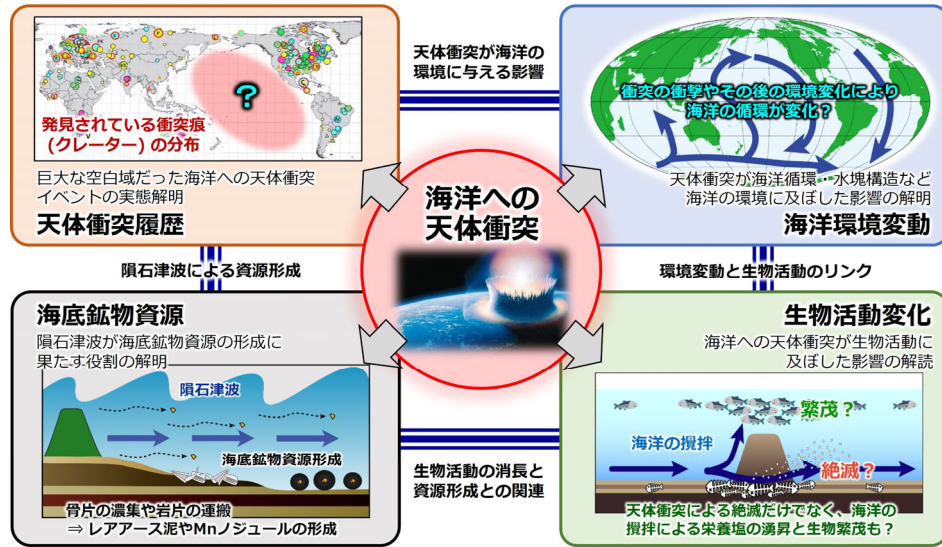 ?
発見されている衝突痕
(クレーター) の分布
巨大な空白域だった海洋への天体衝突
イベントの実態解明
天体衝突履歴
天体衝突が海洋の
環境に与える影響
衝突の衝撃やその後の環境変化により
海洋の循環が変化？
天体衝突が海洋循環・水塊構造など
海洋の環境に及ぼした影響の解明
海洋環境変動
海洋への
天体衝突
隕石津波による資源形成
環境変動と生物活動のリンク
海底鉱物資源
隕石津波が海底鉱物資源の形成に
果たす役割の解明
隕石津波
海底鉱物資源形成
骨片の濃集や岩片の運搬
⇒ レアアース泥やMnノジュールの形成
生物活動の消長と
資源形成との関連
生物活動変化
海洋への天体衝突が生物活動に
及ぼした影響の解読
繁茂？
海洋の攪拌
絶滅？
天体衝突による絶滅だけでなく、海洋の
攪拌による栄養塩の湧昇と生物繁茂も？